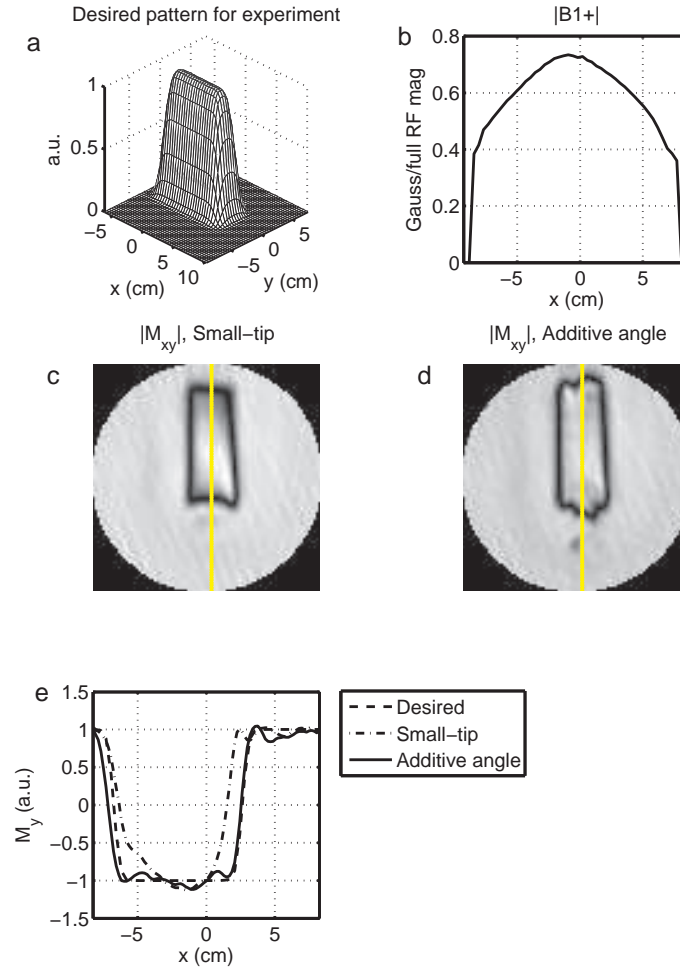 Desired pattern for experiment
a
1
0.5
0
a.u.
−5
0
5
10
x (cm)
−5
0
5
y (cm)
|B1+|
b
0.8
0.6
0.4
0.2
0
Gauss/full RF mag
−5
0
5
x (cm)
|Mxy|, Small−tip
c
|Mxy|, Additive angle
d
e
1.5
1
0.5
0
−0.5
−1
−1.5
My (a.u.)
−5
0
5
x (cm)
Desired
Small−tip
Additive angle